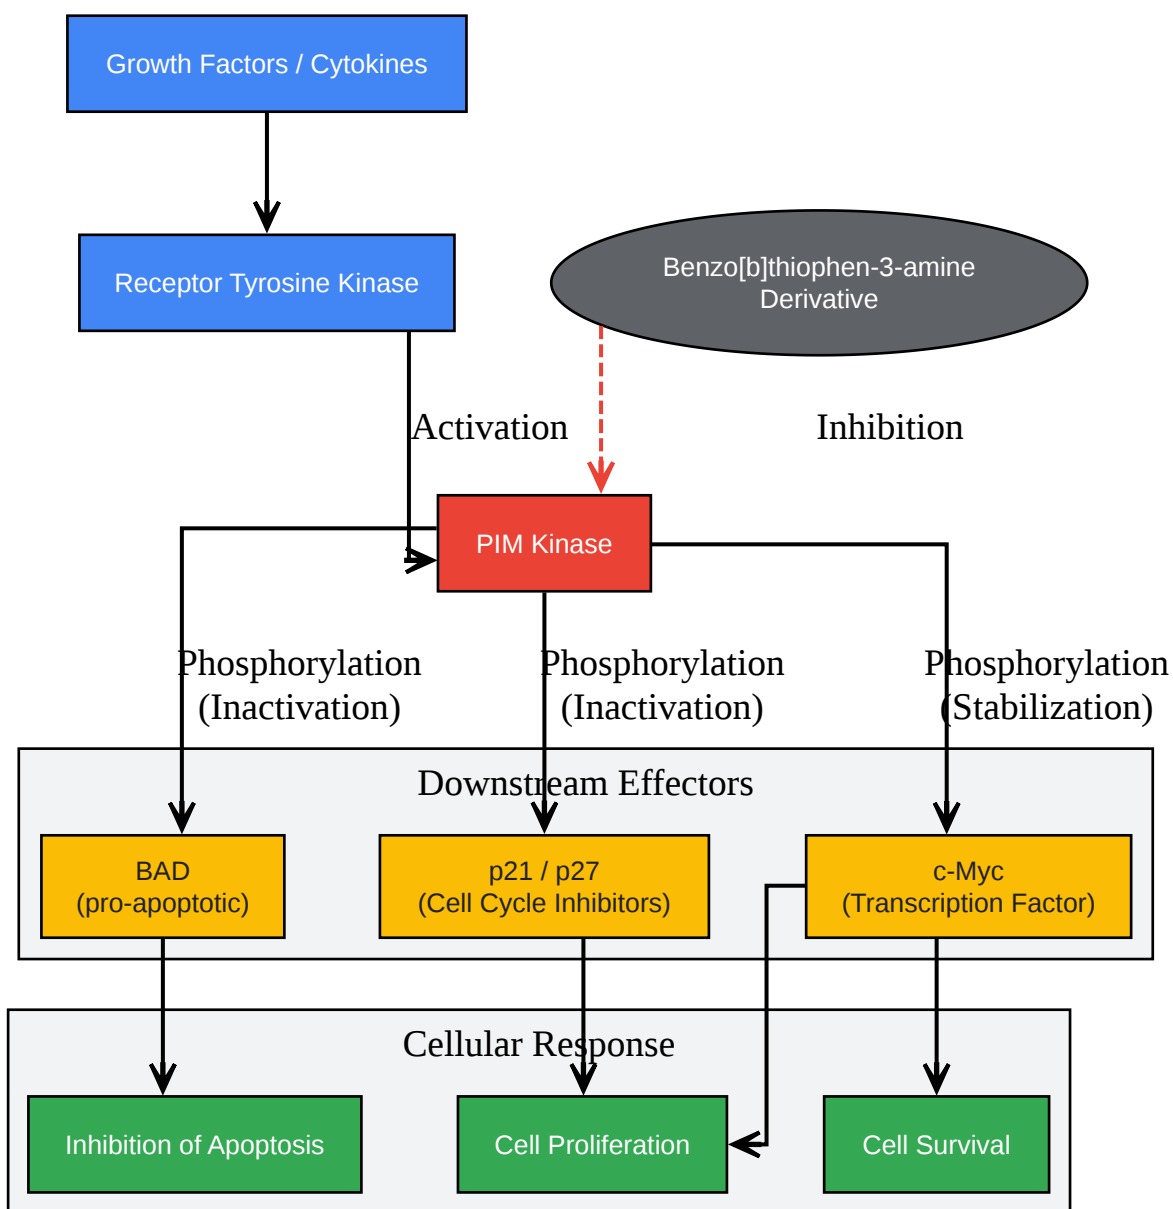 Growth Factors / Cytokines
Receptor Tyrosine Kinase
Benzo[b]thiophen-3-amine
Derivative
Activation
Inhibition
PIM Kinase
Phosphorylation
(Inactivation)
Phosphorylation
(Inactivation)
Phosphorylation
(Stabilization)
Downstream Effectors
BAD
(pro-apoptotic)
p21 / p27
(Cell Cycle Inhibitors)
c-Myc
(Transcription Factor)
Cellular Response
Inhibition of Apoptosis
Cell Proliferation
Cell Survival